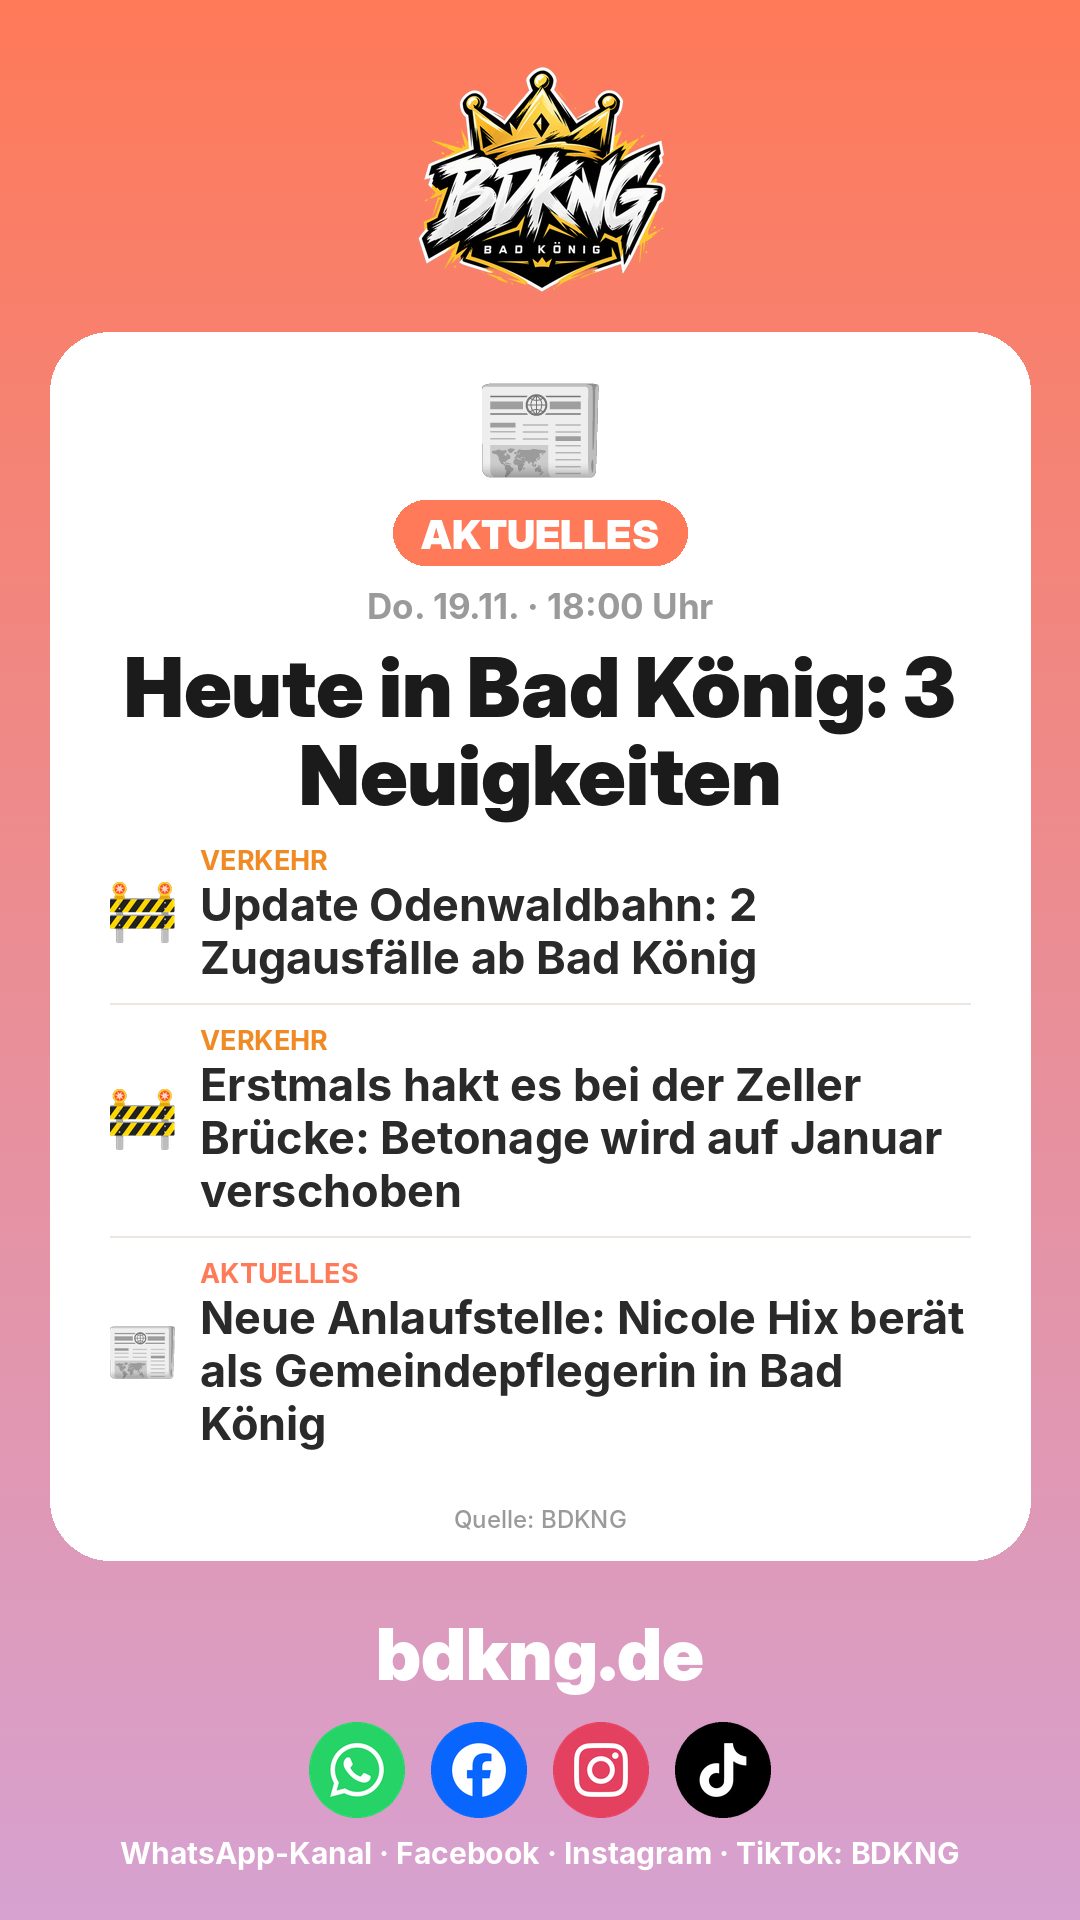 BDKNG
BAD KÖNIG
AKTUELLES
Do. 19.11. · 18:00 Uhr
Heute in Bad König: 3
Neuigkeiten
VERKEHR
Update Odenwaldbahn: 2
Zugausfälle ab Bad König
VERKEHR
Erstmals hakt es bei der Zeller
Brücke: Betonage wird auf Januar
verschoben
AKTUELLES
Neue Anlaufstelle: Nicole Hix berät
als Gemeindepflegerin in Bad
König
Quelle: BDKNG
bdkng.de
WhatsApp-Kanal · Facebook · Instagram · TikTok: BDKNG